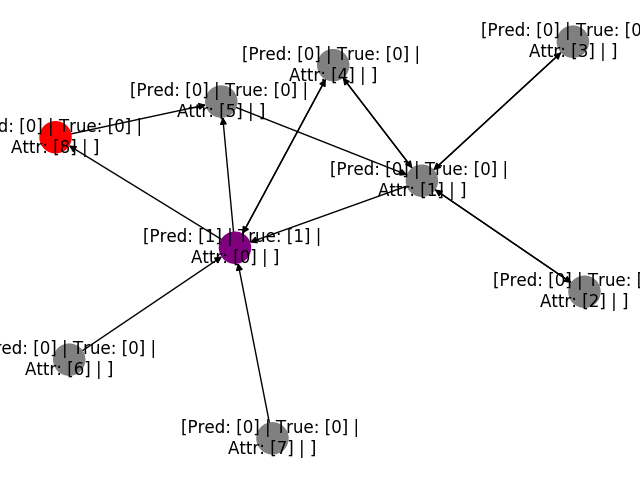 [Pred: [0] | True: [0
Attr: [3] | ]
[Pred: [0] | True: [0] |
Attr: [4] | ]
[Pred: [0] | True: [0] |
Attr: [5] | ]
d: [0] | True: [0] |
Attr: [8] | ]
[Pred: [0] | True: [0] |
Attr: [1] | ]
[Pred: [1] | True: [1] |
Attr: [0] | ]
[Pred: [0] | True: [
Attr: [2] | ]
ed: [0] | True: [0] |
Attr: [6] | ]
[Pred: [0] | True: [0] |
Attr: [7] | ]